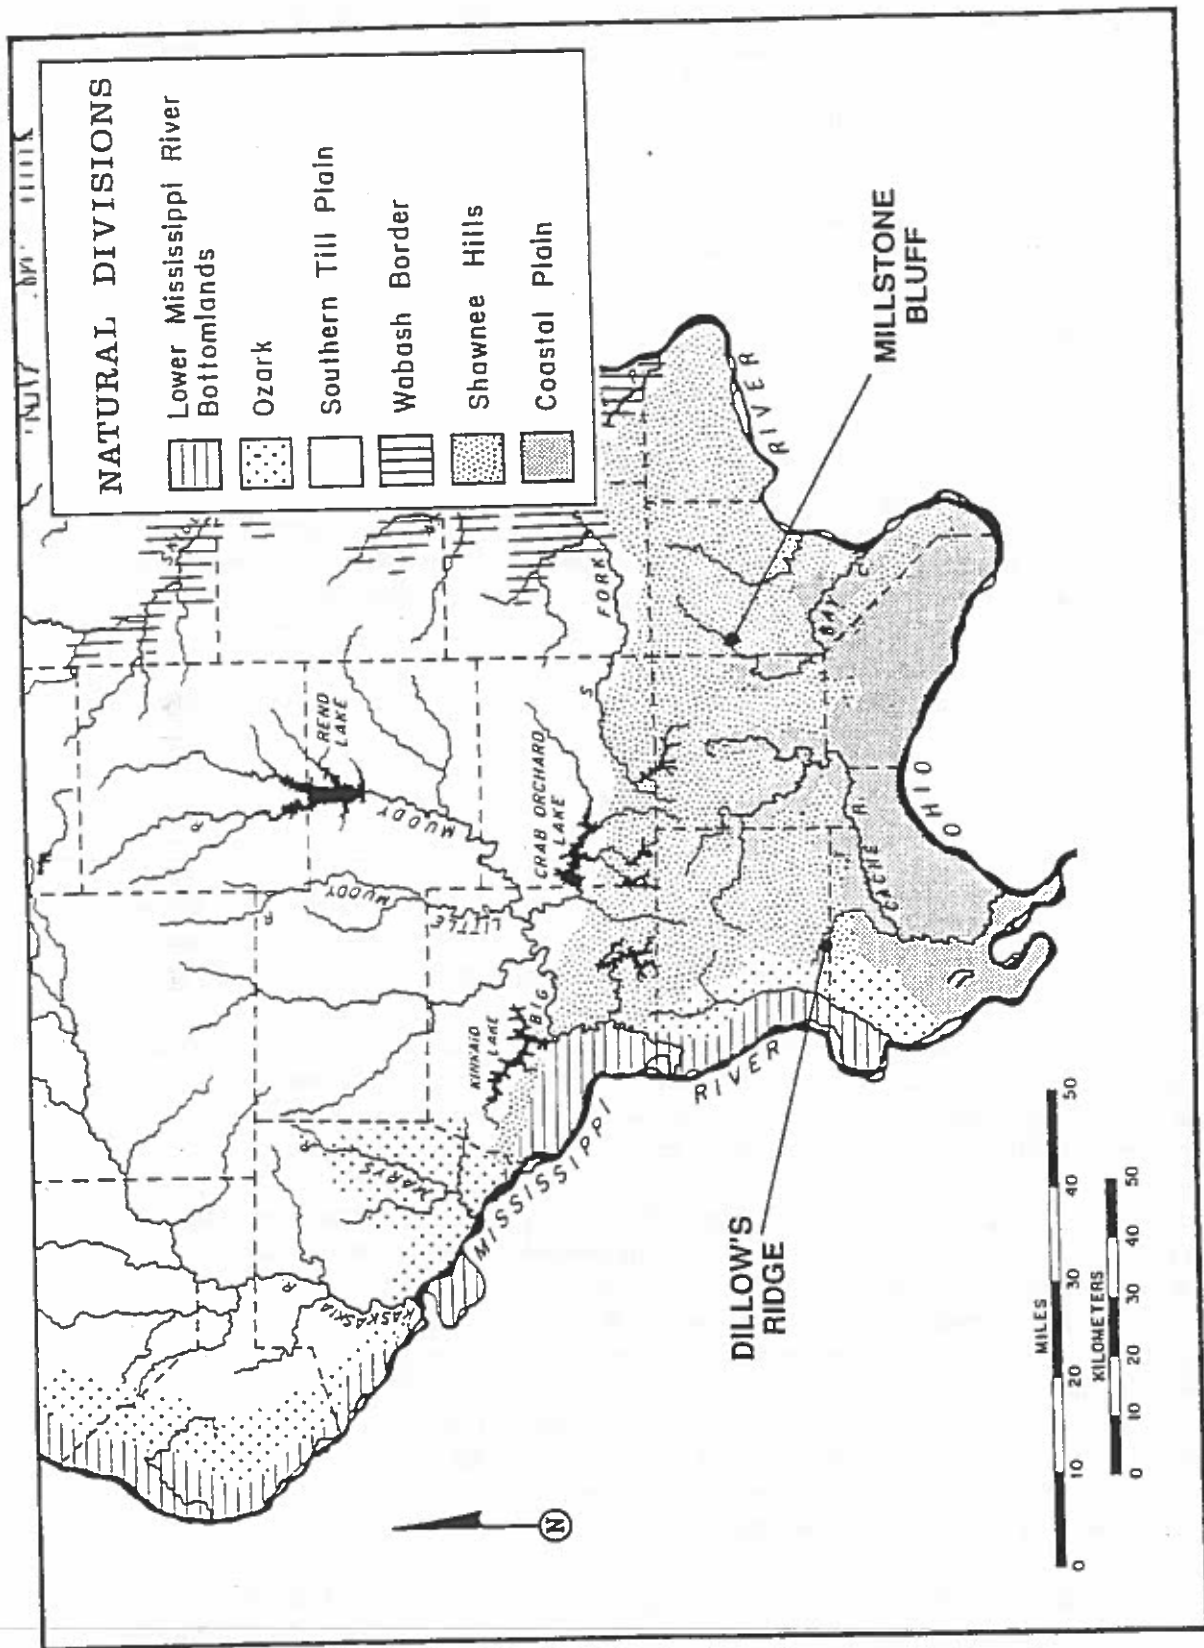 NATURAL DIVISIONS
Lower Mississippi River
Bottomlands
Ozark
Southern Till Plain
Wabash Border
Shawnee Hills
Coastal Plain
REND
LAKE
R.
MUDDY
R.
MUDDY
LITTLE
CRAB ORCHARD
LAKE
KINKAID
LAKE
BIG
R.
MARYS
R.
KASKASKIA
MISSISSIPPI
RIVER
S.
FORK
BAY
C.
CACHE
R.
OHIO
RIVER
MILLSTONE
BLUFF
DILLOW'S
RIDGE
N
MILES
0 10 20 30 40 50
KILOMETERS
0 10 20 30 40 50